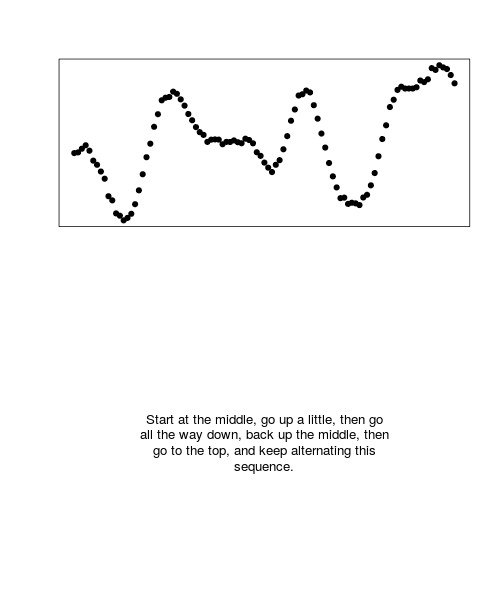 Start at the middle, go up a little, then go
all the way down, back up the middle, then
go to the top, and keep alternating this
sequence.